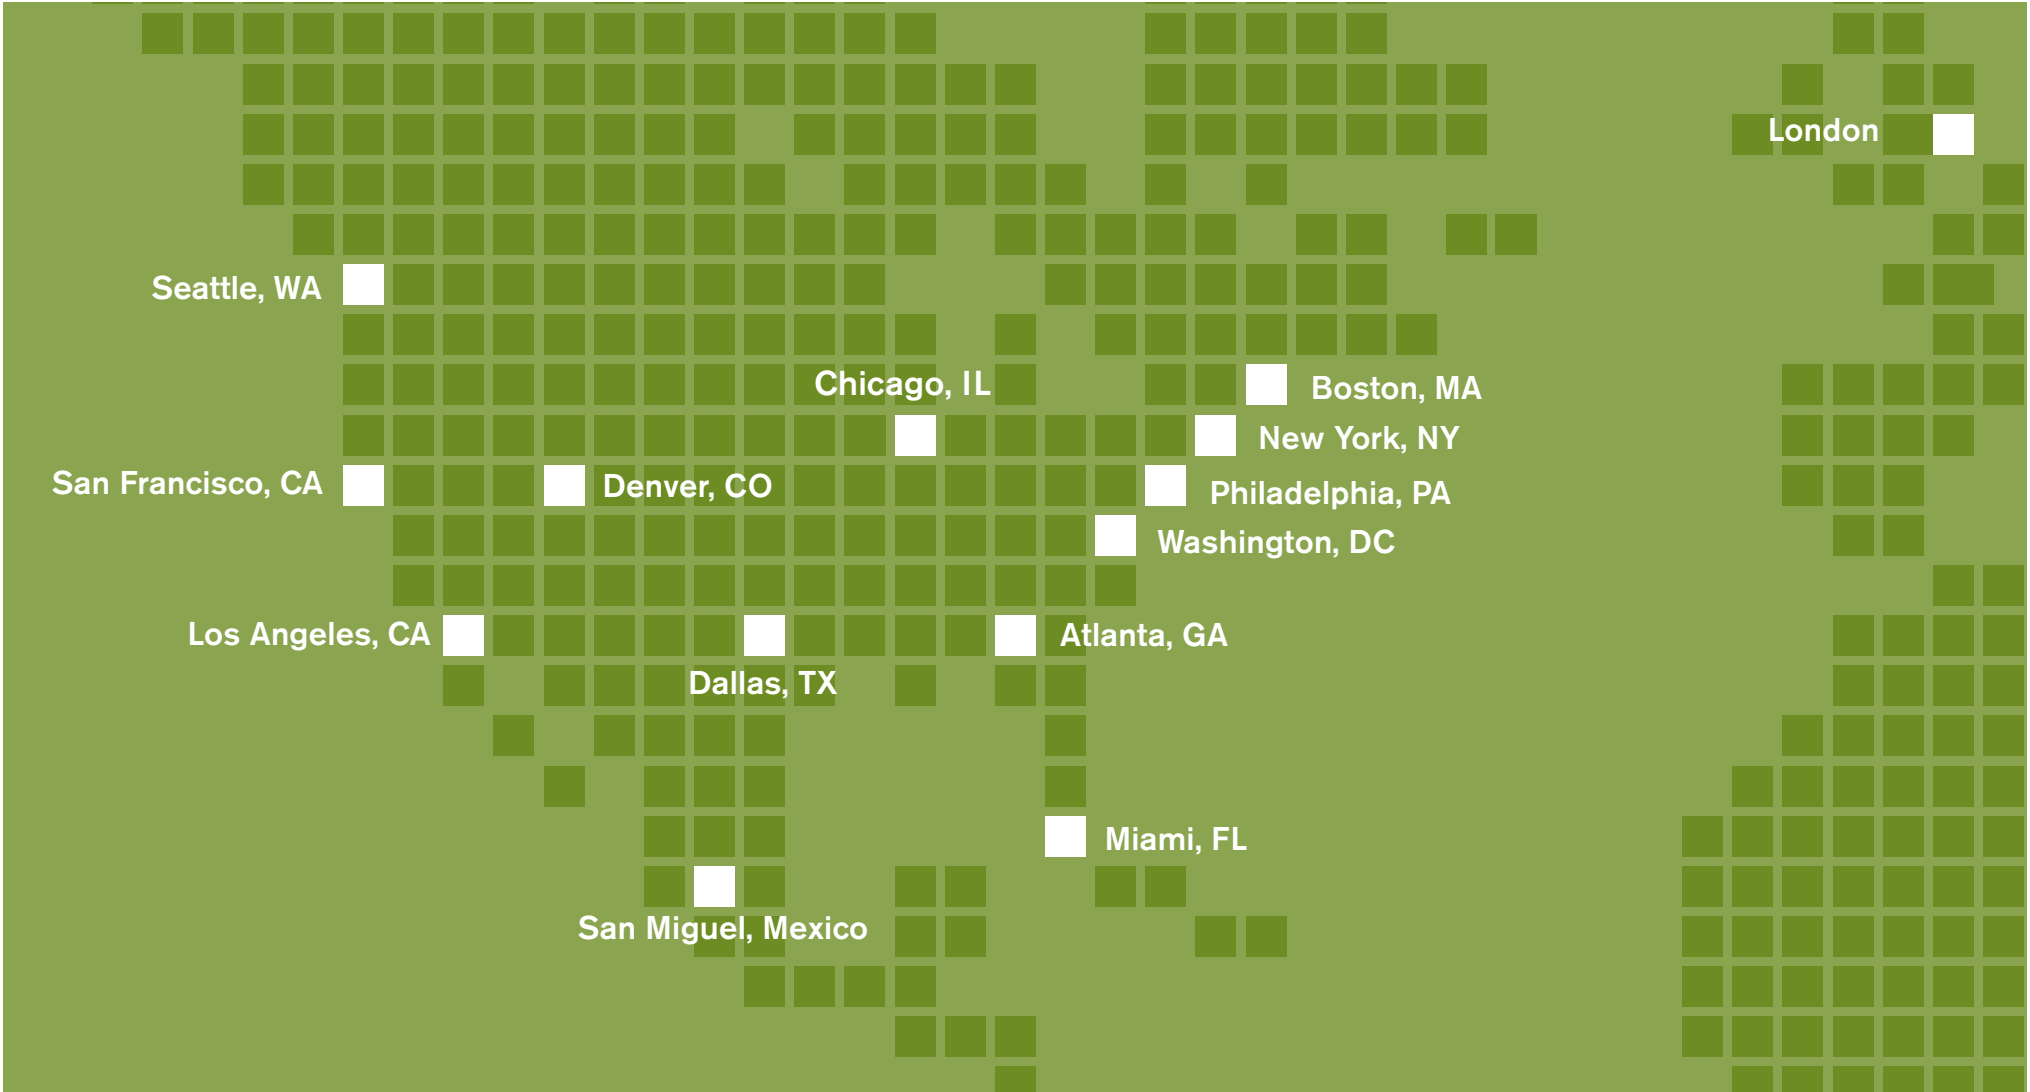 London
Seattle, WA
Chicago, IL
Boston, MA
New York, NY
San Francisco, CA
Denver, CO
Philadelphia, PA
Washington, DC
Los Angeles, CA
Atlanta, GA
Dallas, TX
Miami, FL
San Miguel, Mexico